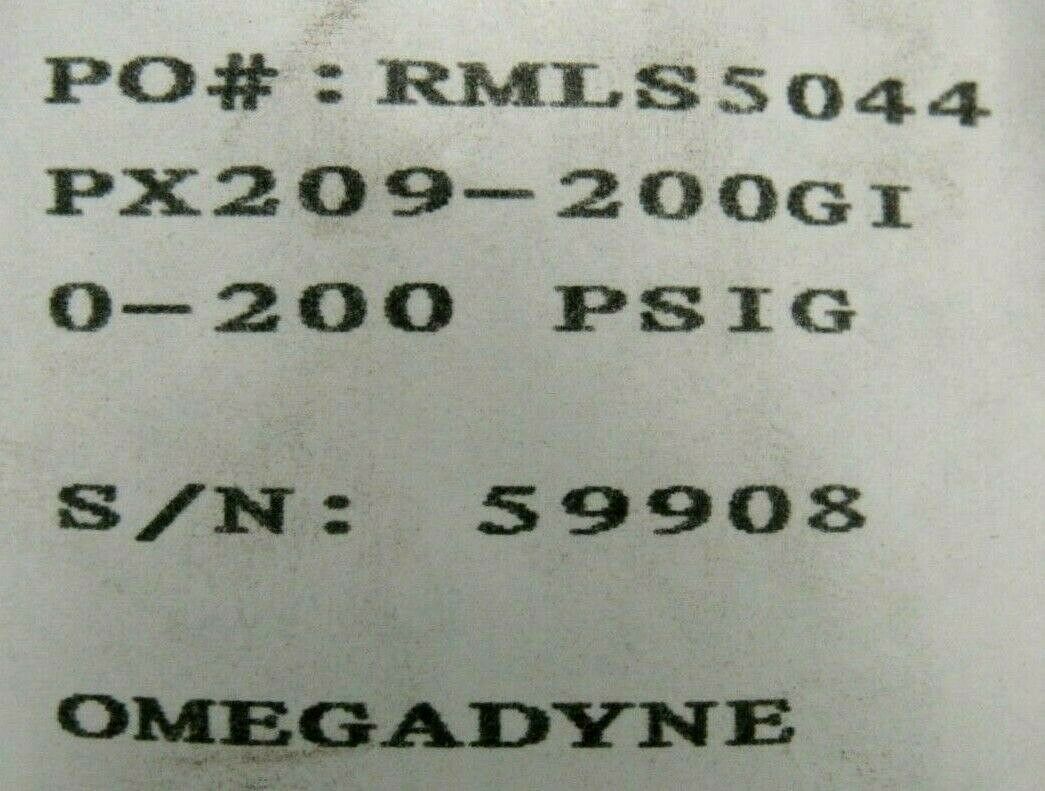 PO#:RMLS5044
PX209-200GI
0-200 PSIG
S/N: 59908
OMEGADYNE